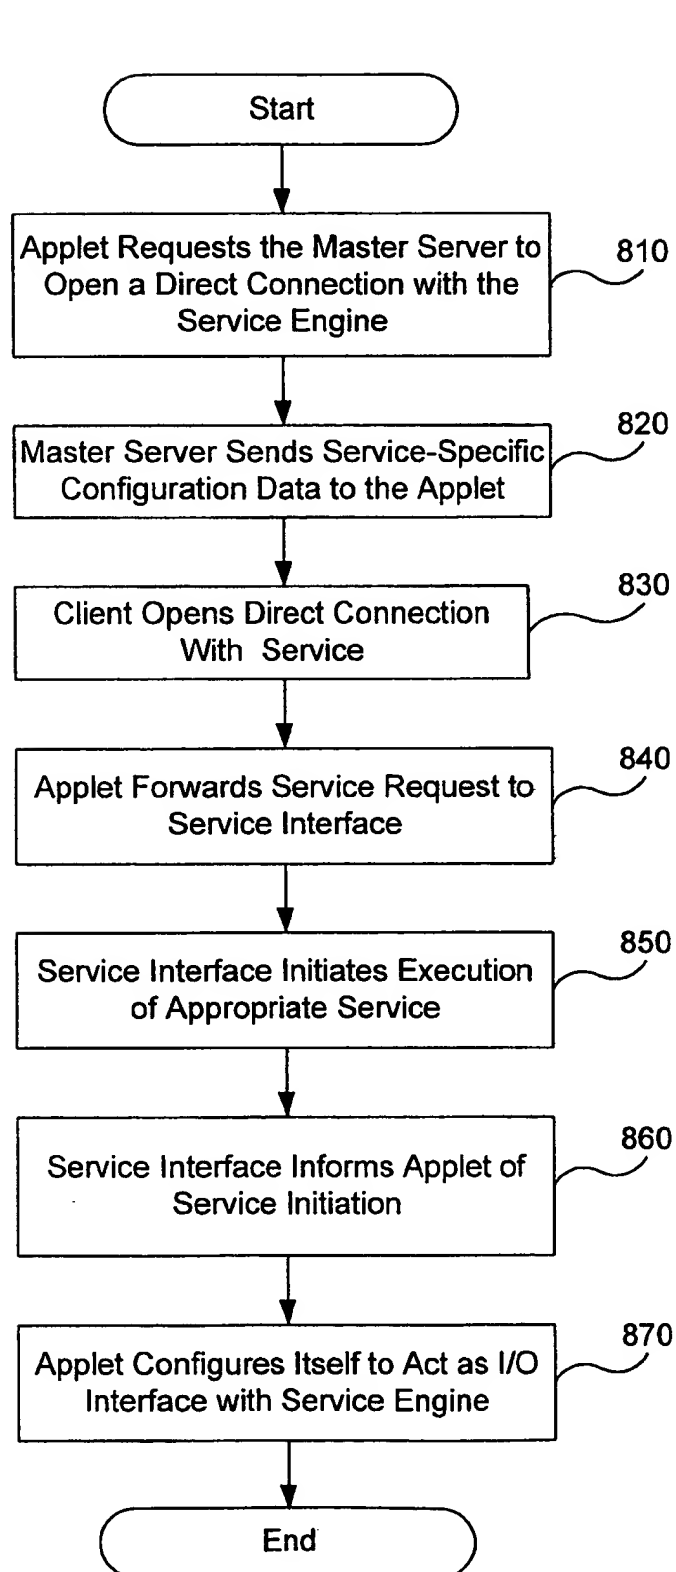 Start
Applet Requests the Master Server to
Open a Direct Connection with the
Service Engine
810
Master Server Sends Service-Specific
Configuration Data to the Applet
820
Client Opens Direct Connection
With Service
830
Applet Forwards Service Request to
Service Interface
840
Service Interface Initiates Execution
of Appropriate Service
850
Service Interface Informs Applet of
Service Initiation
860
Applet Configures Itself to Act as I/O
Interface with Service Engine
870
End